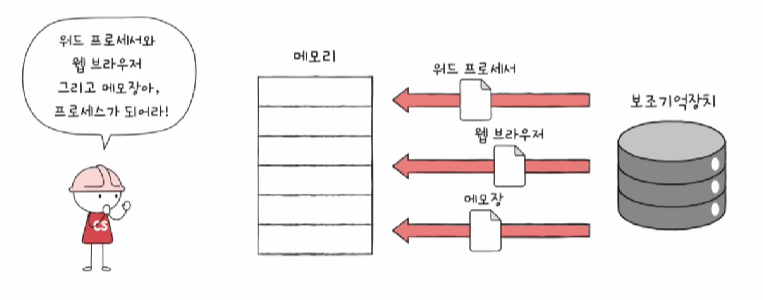 워드 프로세서와
웹 브라우저
그리고 메모장아,
프로세스가 되어라!
CS
메모리
워드 프로세서
웹 브라우저
메모장
보조기억장치